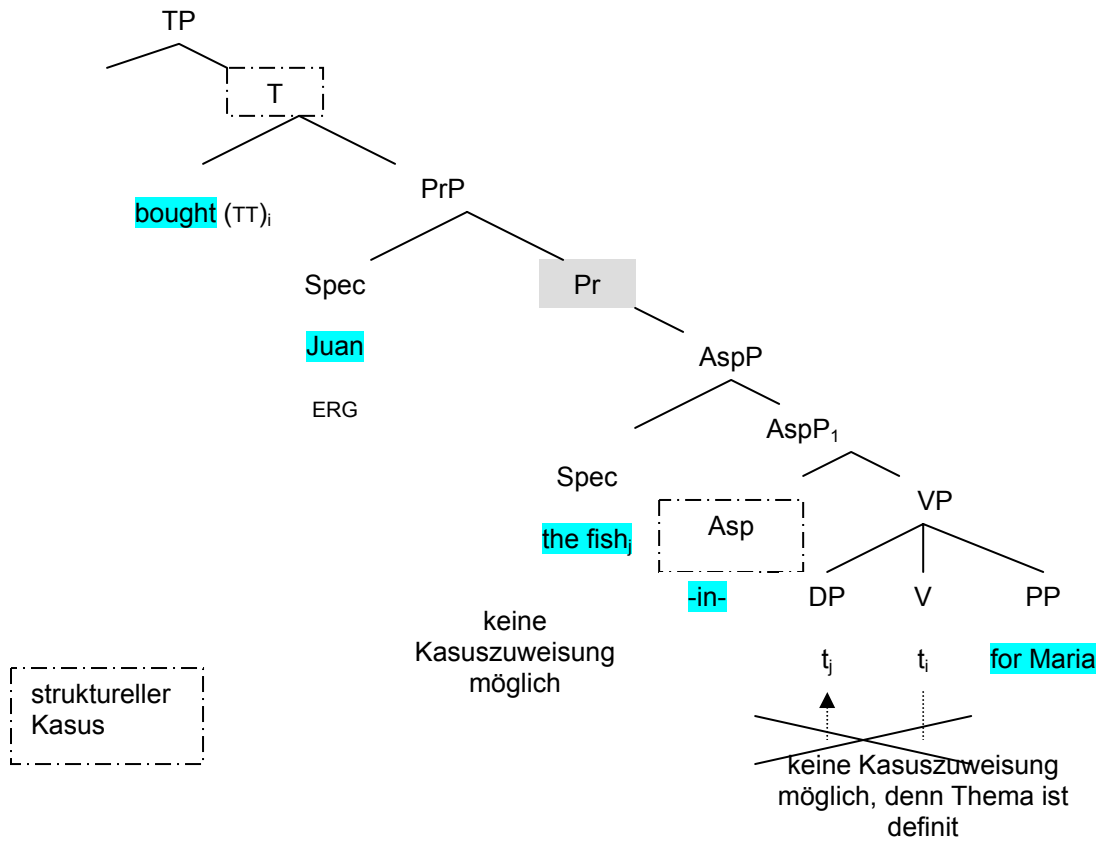 TP
T
PrP
bought (TT)i
Spec
Pr
Juan
AspP
ERG
AspP1
Spec
VP
Asp
the fishj
-in-
DP
V
PP
keine
Kasuszuweisung
möglich
tj
ti
for Maria
struktureller
Kasus
keine Kasuszuweisung
möglich, denn Thema ist
definit